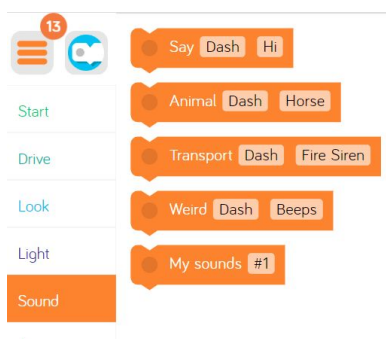 13
Say Dash Hi
Animal Dash Horse
Start
Transport Dash Fire Siren
Drive
Look
Weird Dash Beeps
Light
My sounds #1
Sound